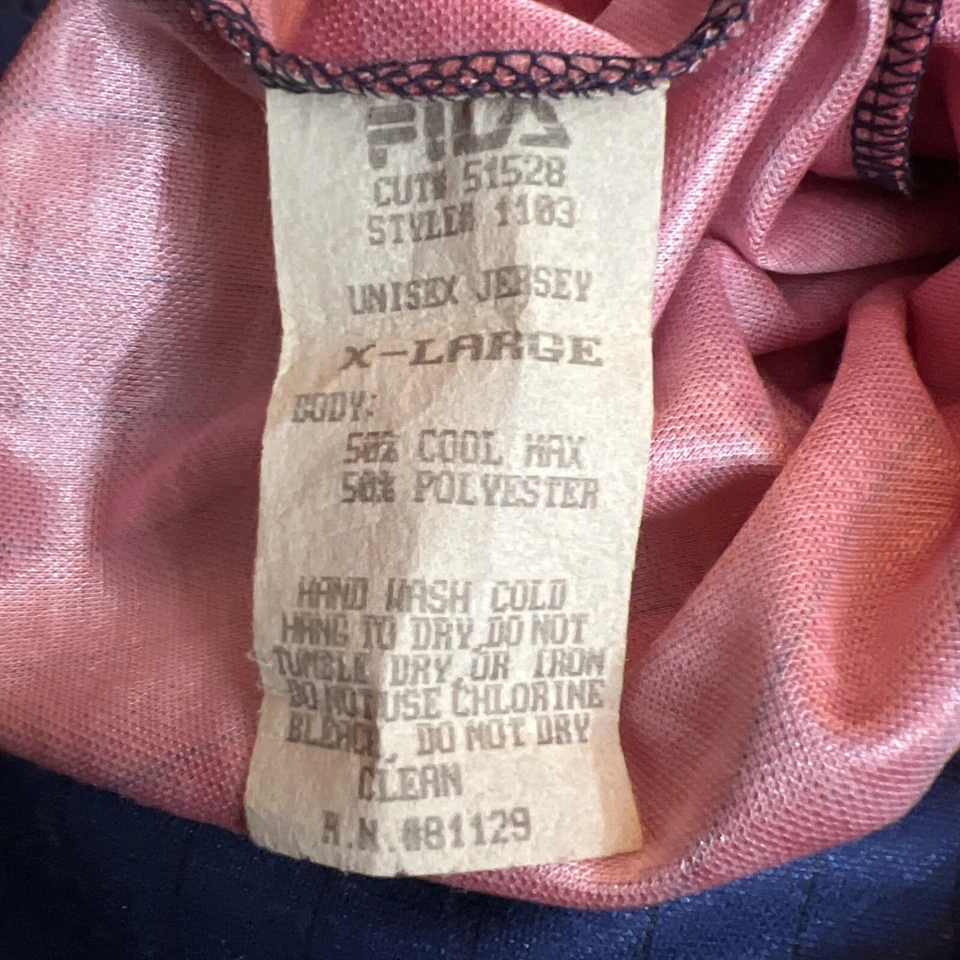 FILA
CUT# 51528
STYLE# 1103
UNISEX JERSEY
X-LARGE
BODY:
50% COOL MAX
50% POLYESTER
HAND WASH COLD
HANG TO DRY, DO NOT
TUMBLE DRY, OR IRON
DO NOT USE CHLORINE
BLEACH, DO NOT DRY
CLEAN
R.N. #81129